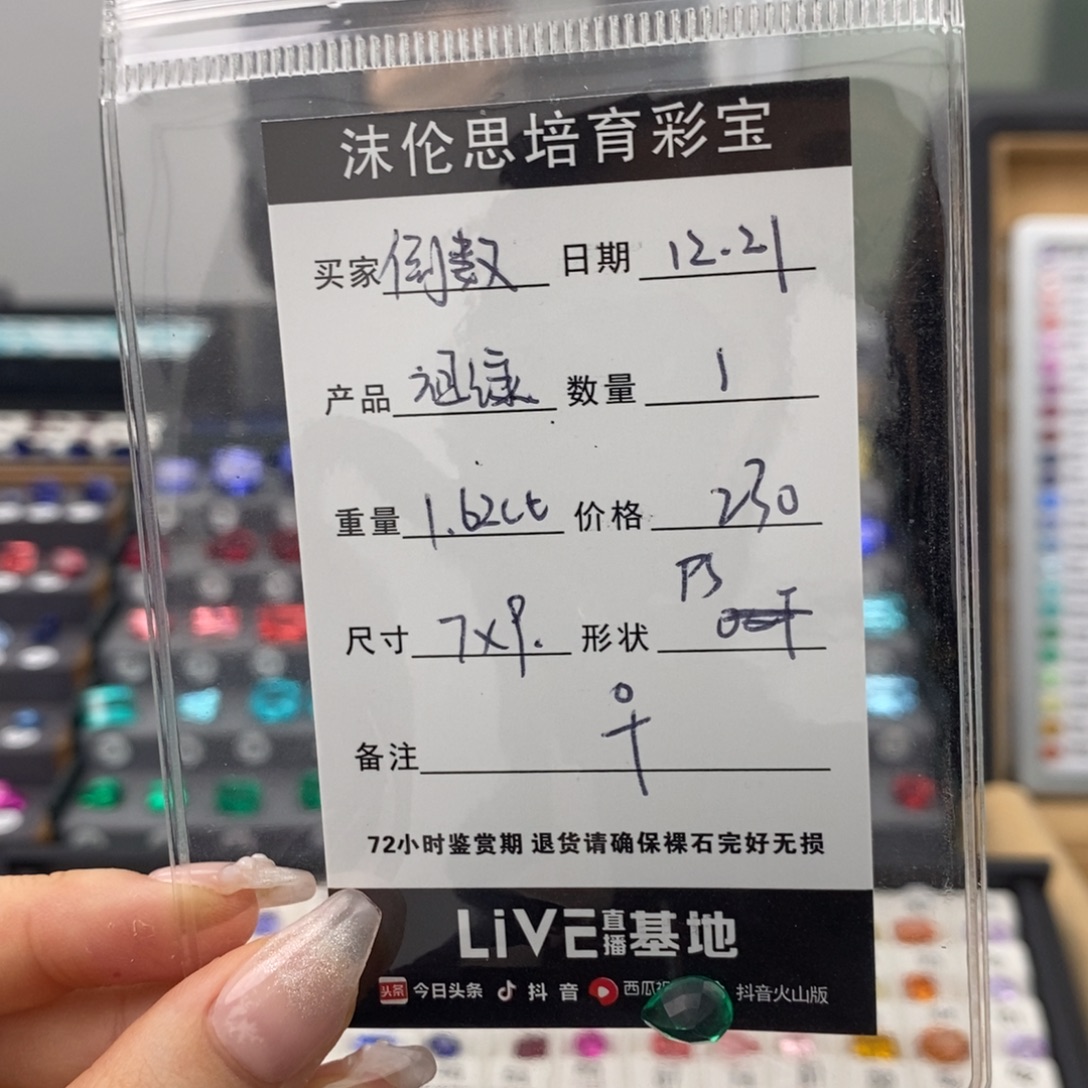 沫伦思培育彩宝
买家 倒数 日期 12.21
产品 祖绿 数量 1
重量 1.62ct 价格 230
PS
尺寸 7×9. 形状
备注
72小时鉴赏期 退货请确保裸石完好无损
LiVE直播基地
头条 今日头条 抖音 西瓜视 抖音火山版